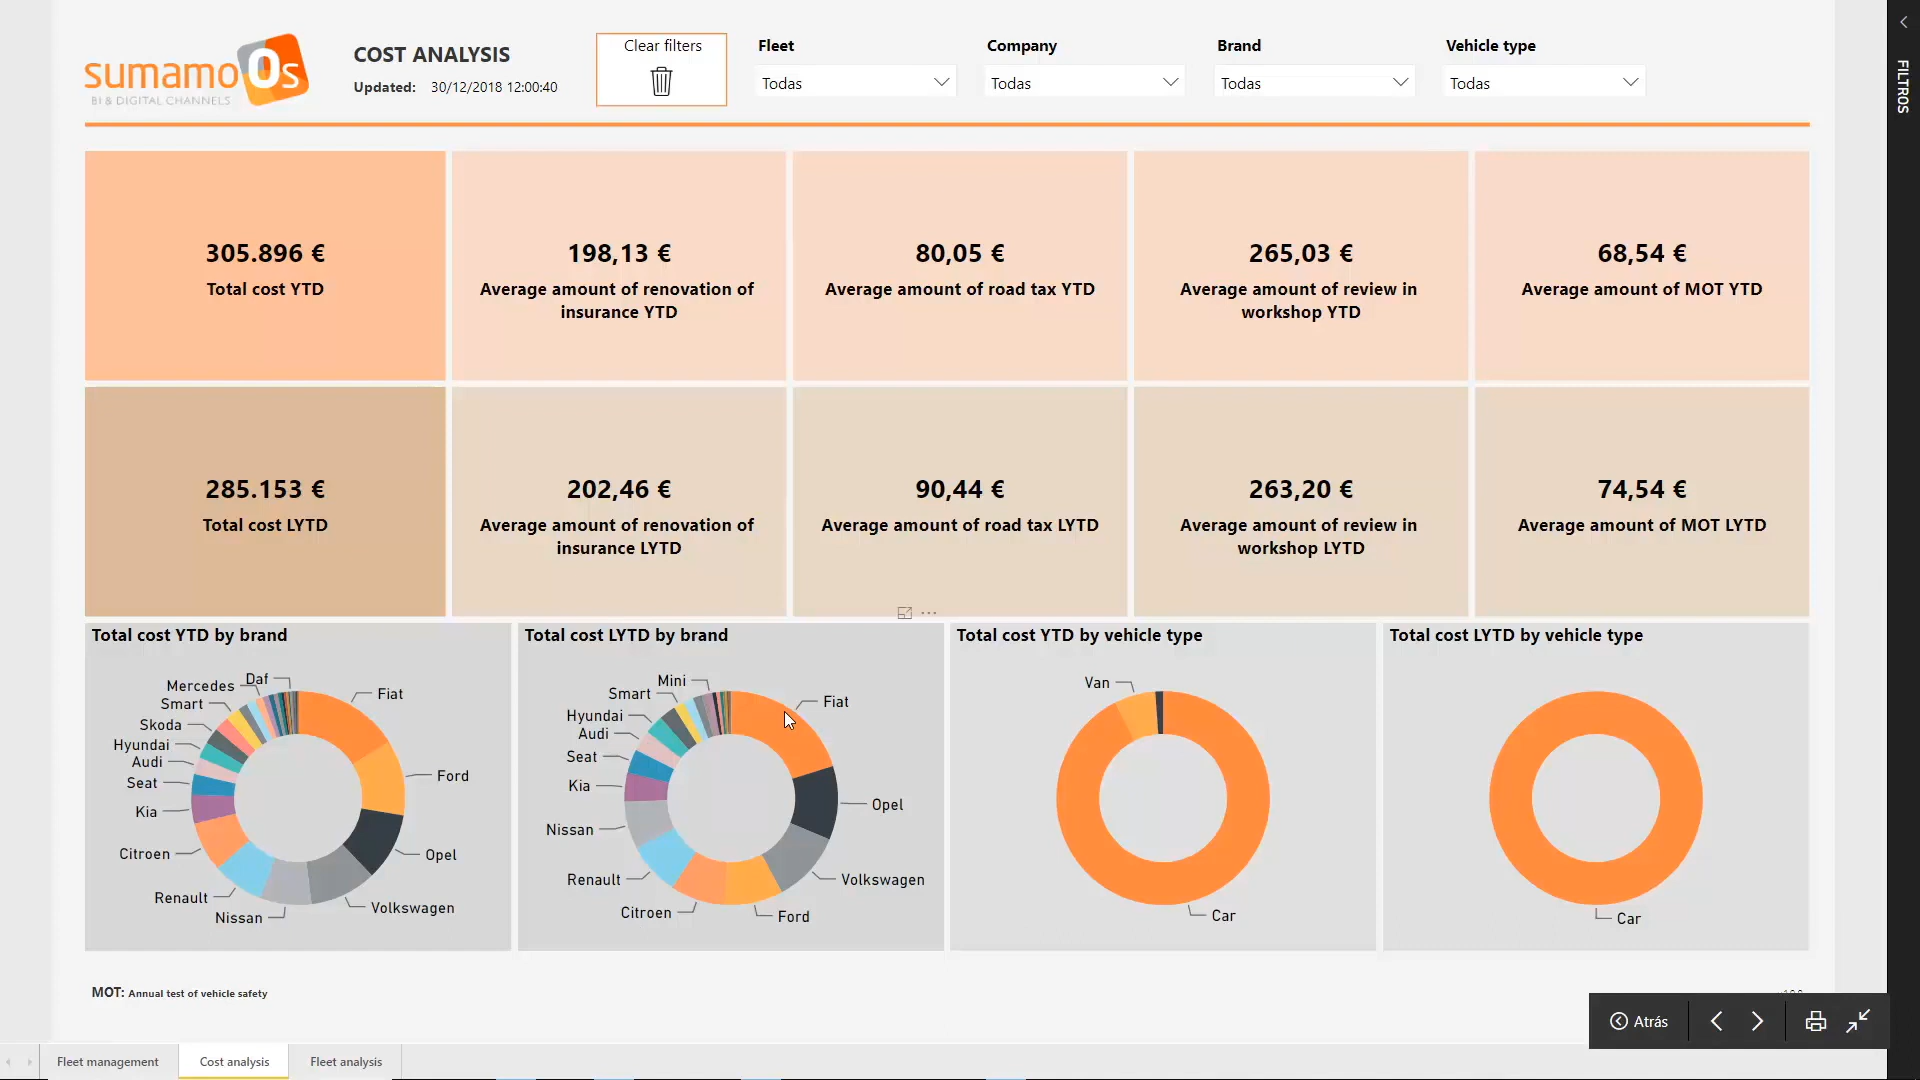 sumamoOs
BI & DIGITAL CHANNELS
COST ANALYSIS
Updated: 30/12/2018 12:00:40
Clear filters
Fleet
Todas
Company
Todas
Brand
Todas
Vehicle type
Todas
FILTROS
305.896 €
Total cost YTD
198,13 €
Average amount of renovation of
insurance YTD
80,05 €
Average amount of road tax YTD
265,03 €
Average amount of review in
workshop YTD
68,54 €
Average amount of MOT YTD
285.153 €
Total cost LYTD
202,46 €
Average amount of renovation of
insurance LYTD
90,44 €
Average amount of road tax LYTD
263,20 €
Average amount of review in
workshop LYTD
74,54 €
Average amount of MOT LYTD
Total cost YTD by brand
Daf
Mercedes
Smart
Skoda
Hyundai
Audi
Seat
Kia
Citroen
Renault
Nissan
Fiat
Ford
Opel
Volkswagen
Total cost LYTD by brand
Mini
Smart
Hyundai
Audi
Seat
Kia
Nissan
Renault
Citroen
Fiat
Opel
Volkswagen
Ford
Total cost YTD by vehicle type
Van
Car
Total cost LYTD by vehicle type
Car
MOT: Annual test of vehicle safety
Atrás
Fleet management
Cost analysis
Fleet analysis